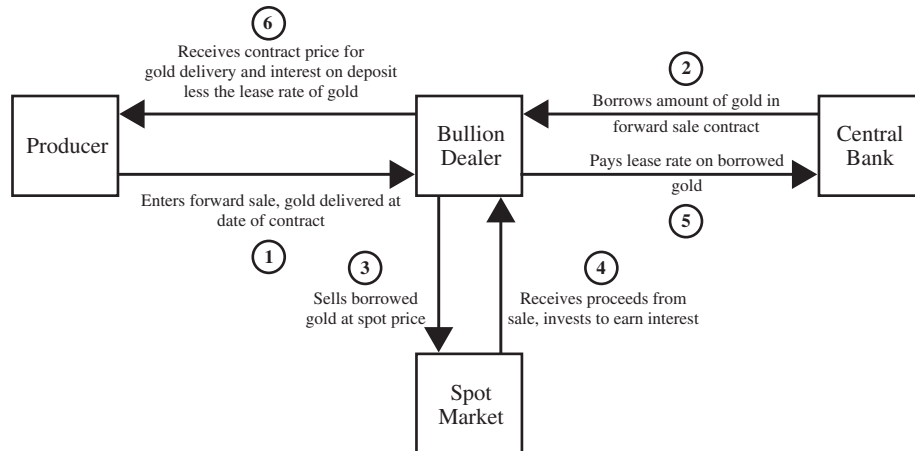 6
Receives contract price for
gold delivery and interest on deposit
less the lease rate of gold
2
Borrows amount of gold in
forward sale contract
Producer
Bullion
Dealer
Central
Bank
Enters forward sale, gold delivered at
date of contract
1
Pays lease rate on borrowed
gold
5
3
Sells borrowed
gold at spot price
4
Receives proceeds from
sale, invests to earn interest
Spot
Market